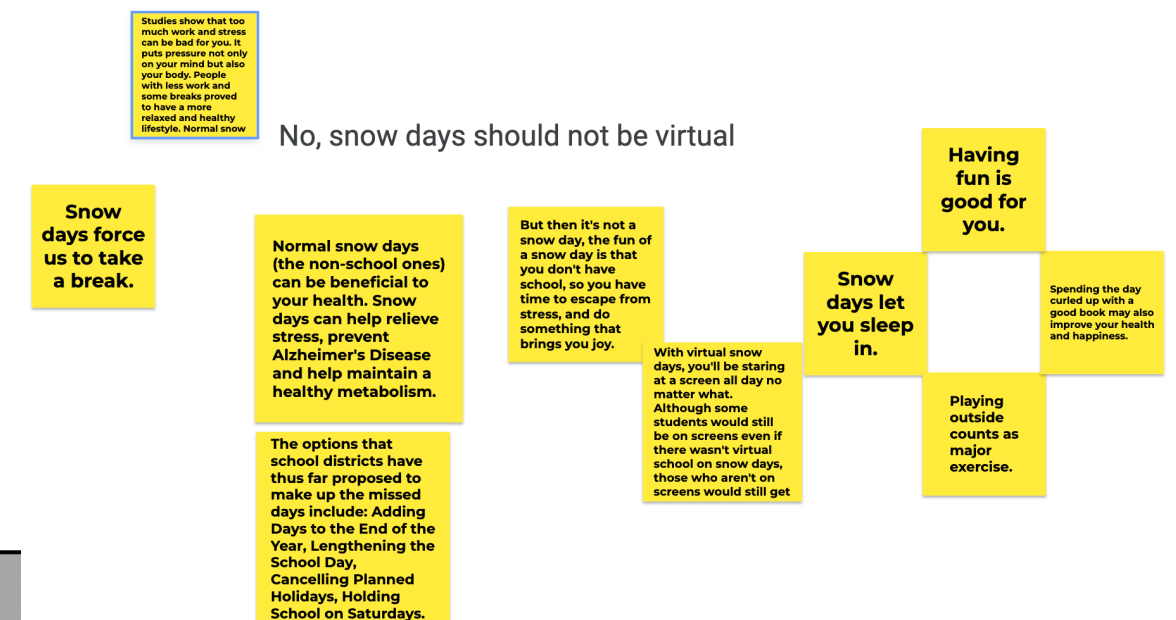 Studies show that too
much work and stress
can be bad for you. It
puts pressure not only
on your mind but also
your body. People
with less work and
some breaks proved
to have a more
relaxed and healthy
lifestyle. Normal snow
No, snow days should not be virtual
Snow
days force
us to take
a break.
Normal snow days
(the non-school ones)
can be beneficial to
your health. Snow
days can help relieve
stress, prevent
Alzheimer's Disease
and help maintain a
healthy metabolism.
The options that
school districts have
thus far proposed to
make up the missed
days include: Adding
Days to the End of the
Year, Lengthening the
School Day,
Cancelling Planned
Holidays, Holding
School on Saturdays.
But then it's not a
snow day, the fun of
a snow day is that
you don't have
school, so you have
time to escape from
stress, and do
something that
brings you joy.
With virtual snow
days, you'll be staring
at a screen all day no
matter what.
Although some
students would still
be on screens even if
there wasn't virtual
school on snow days,
those who aren't on
screens would still get
Having
fun is
good for
you.
Snow
days let
you sleep
in.
Spending the day
curled up with a
good book may also
improve your health
and happiness.
Playing
outside
counts as
major
exercise.